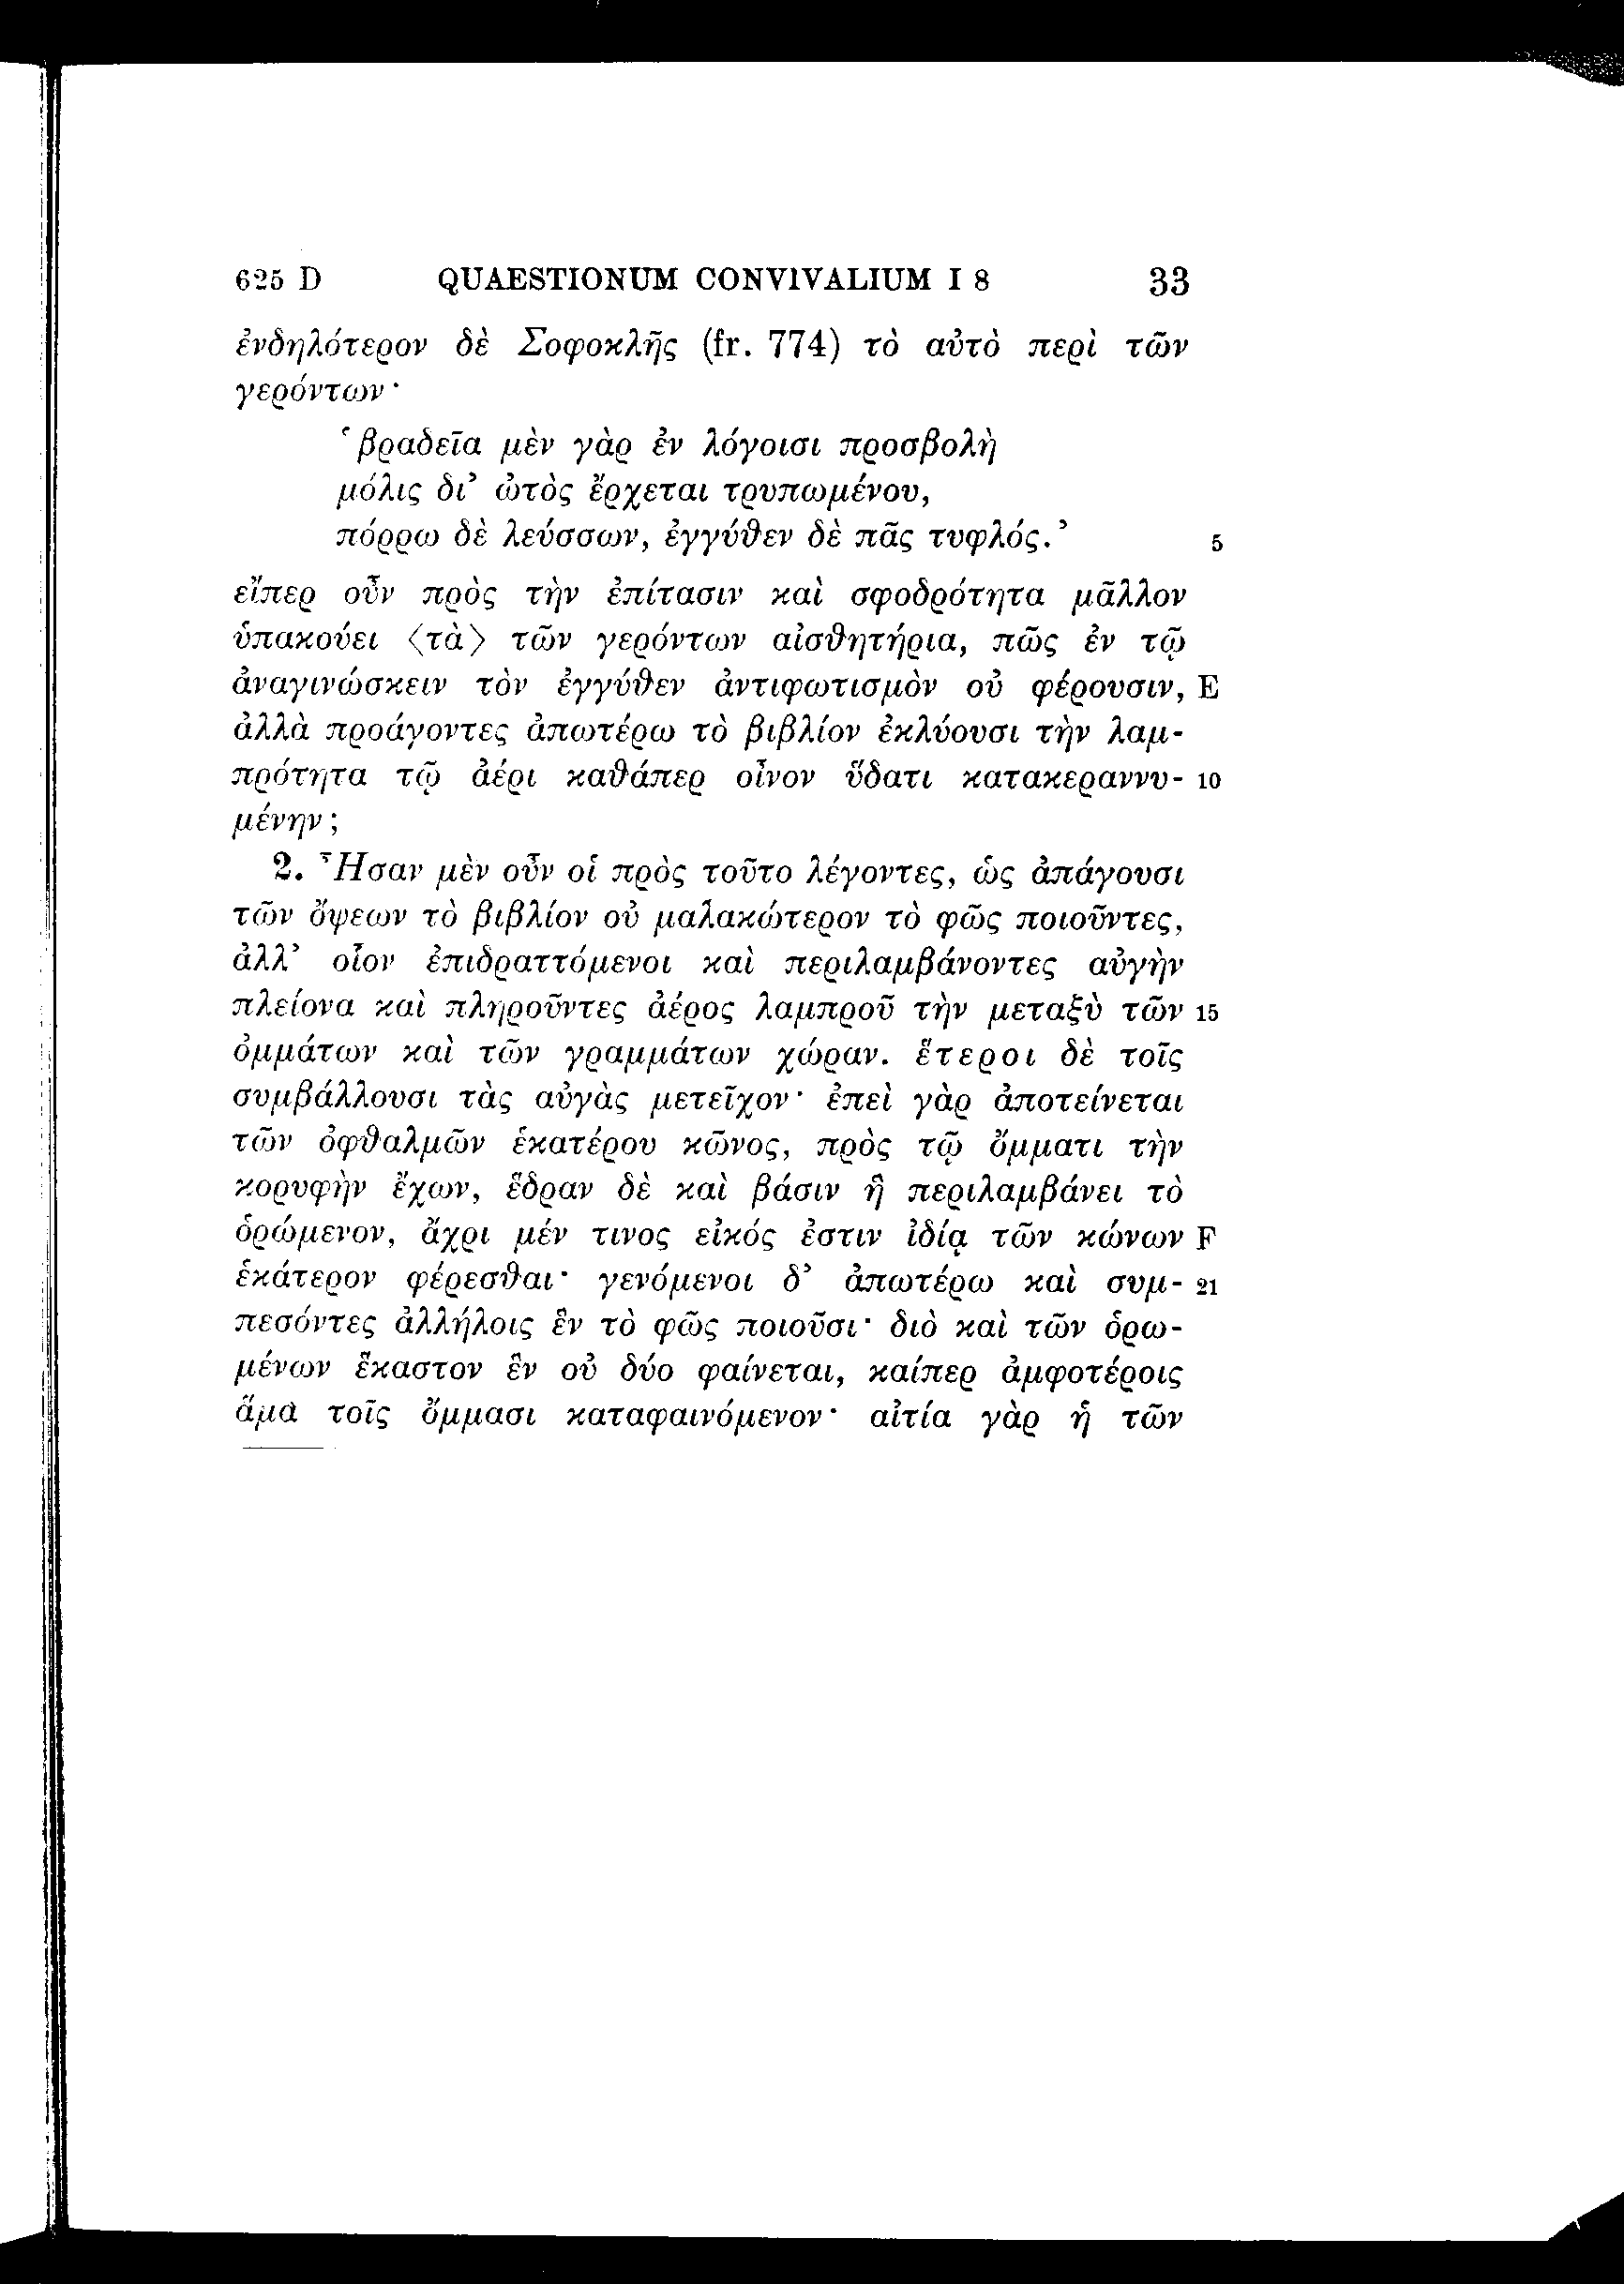 625 D QUAESTIONUM CONVIVALIUM I 8 33
ἐνδηλότερον δὲ Σοφοκλῆς (fr. 774) τὸ αὐτὸ περὶ τῶν
γερόντων·
‘βραδεῖα μὲν γὰρ ἐν λόγοισι προσβολὴ
μόλις δι’ ὠτὸς ἔρχεται τρυπωμένου,
πόρρω δὲ λεύσσων, ἐγγύθεν δὲ πᾶς τυφλός.’ 5
εἴπερ οὖν πρὸς τὴν ἐπίτασιν καὶ σφοδρότητα μᾶλλον
ὑπακούει ⟨τὰ⟩ τῶν γερόντων αἰσθητήρια, πῶς ἐν τῷ
ἀναγινώσκειν τὸν ἐγγύθεν ἀντιφωτισμὸν οὐ φέρουσιν, E
ἀλλὰ προάγοντες ἀπωτέρω τὸ βιβλίον ἐκλύουσι τὴν λαμ-
πρότητα τῷ ἀέρι καθάπερ οἶνον ὕδατι κατακεραννυ- 10
μένην;
2. Ἦσαν μὲν οὖν οἱ πρὸς τοῦτο λέγοντες, ὡς ἀπάγουσι
τῶν ὄψεων τὸ βιβλίον οὐ μαλακώτερον τὸ φῶς ποιοῦντες,
ἀλλ’ οἷον ἐπιδραττόμενοι καὶ περιλαμβάνοντες αὐγὴν
πλείονα καὶ πληροῦντες ἀέρος λαμπροῦ τὴν μεταξὺ τῶν 15
ὀμμάτων καὶ τῶν γραμμάτων χώραν. ἕτεροι δὲ τοῖς
συμβάλλουσι τὰς αὐγὰς μετεῖχον· ἐπεὶ γὰρ ἀποτείνεται
τῶν ὀφθαλμῶν ἑκατέρου κῶνος, πρὸς τῷ ὄμματι τὴν
κορυφὴν ἔχων, ἕδραν δὲ καὶ βάσιν ᾗ περιλαμβάνει τὸ
ὁρώμενον, ἄχρι μέν τινος εἰκός ἐστιν ἰδίᾳ τῶν κώνων F
ἑκάτερον φέρεσθαι· γενόμενοι δ’ ἀπωτέρω καὶ συμ- 21
πεσόντες ἀλλήλοις ἓν τὸ φῶς ποιοῦσι· διὸ καὶ τῶν ὁρω-
μένων ἕκαστον ἓν οὐ δύο φαίνεται, καίπερ ἀμφοτέροις
ἅμα τοῖς ὄμμασι καταφαινόμενον· αἰτία γὰρ ἡ τῶν